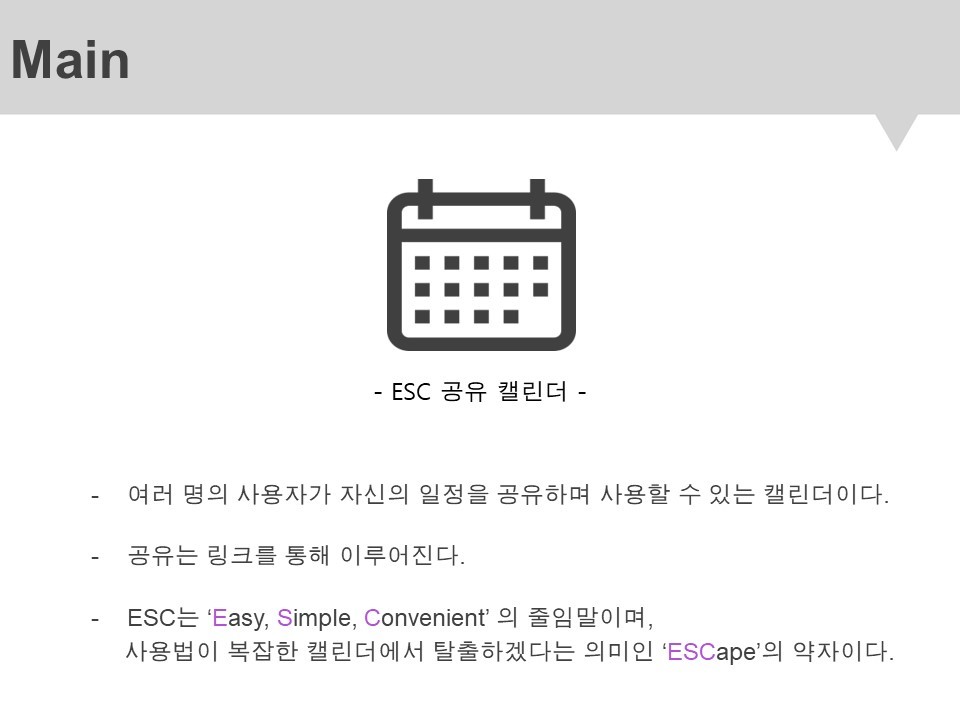 Main
- ESC 공유 캘린더 -
- 여러 명의 사용자가 자신의 일정을 공유하며 사용할 수 있는 캘린더이다.
- 공유는 링크를 통해 이루어진다.
- ESC는 ‘Easy, Simple, Convenient’ 의 줄임말이며,
사용법이 복잡한 캘린더에서 탈출하겠다는 의미인 ‘ESCape’의 약자이다.